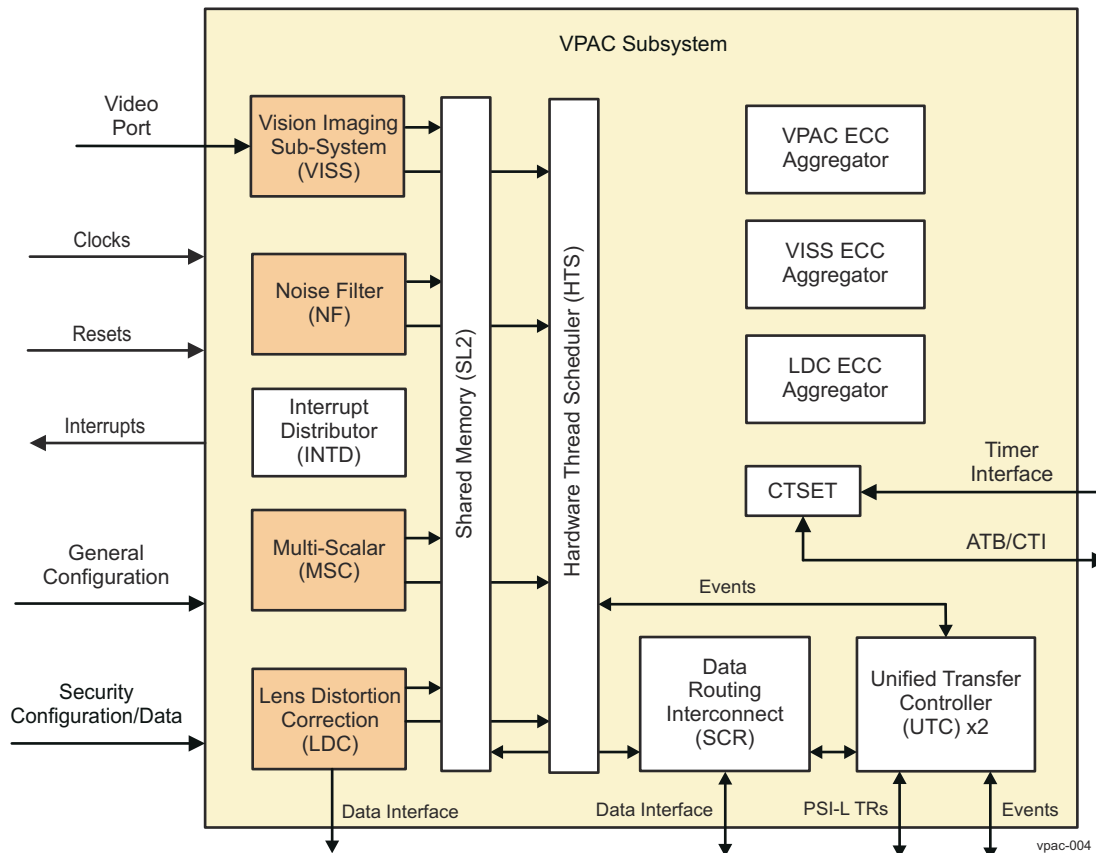 VPAC Subsystem
Video
Port
Vision Imaging
Sub-System
(VISS)
VPAC ECC
Aggregator
Clocks
Noise Filter
(NF)
VISS ECC
Aggregator
Resets
LDC ECC
Aggregator
Interrupts
Interrupt
Distributor
(INTD)
Shared Memory (SL2)
Hardware Thread Scheduler (HTS)
Timer
Interface
CTSET
ATB/CTI
General
Configuration
Multi-Scalar
(MSC)
Events
Security
Configuration/Data
Lens Distortion
Correction
(LDC)
Data
Routing
Interconnect
(SCR)
Unified Transfer
Controller
(UTC) x2
Data Interface
Data Interface
PSI-L TRs
Events
vpac-004